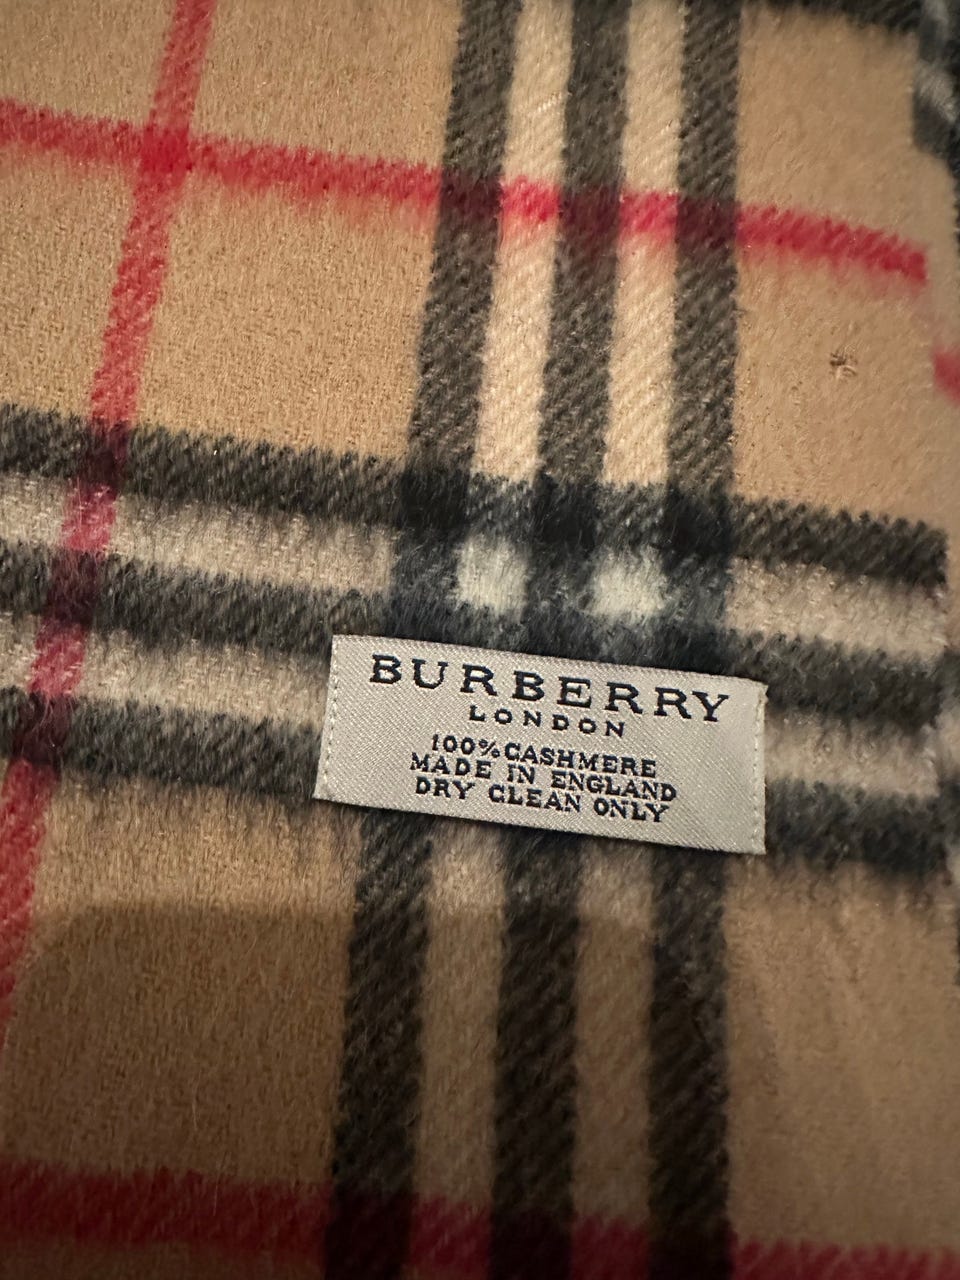 BURBERRY
LONDON
100% CASHMERE
MADE IN ENGLAND
DRY CLEAN ONLY